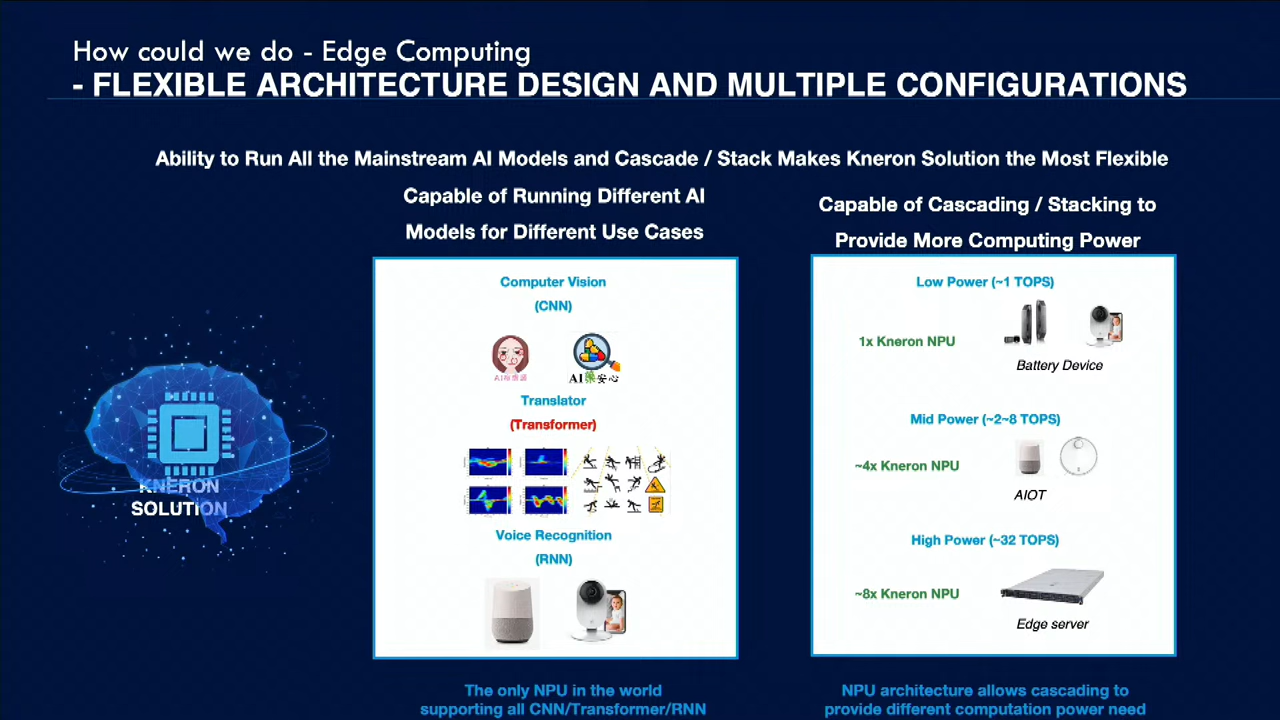 How could we do - Edge Computing
- FLEXIBLE ARCHITECTURE DESIGN AND MULTIPLE CONFIGURATIONS
Ability to Run All the Mainstream AI Models and Cascade / Stack Makes Kneron Solution the Most Flexible
KNERON
SOLUTION
Capable of Running Different AI
Models for Different Use Cases
Computer Vision
(CNN)
Translator
(Transformer)
Voice Recognition
(RNN)
The only NPU in the world
supporting all CNN/Transformer/RNN
Capable of Cascading / Stacking to
Provide More Computing Power
Low Power (~1 TOPS)
1x Kneron NPU
Battery Device
Mid Power (~2~8 TOPS)
~4x Kneron NPU
AIOT
High Power (~32 TOPS)
~8x Kneron NPU
Edge server
NPU architecture allows cascading to
provide different computation power need